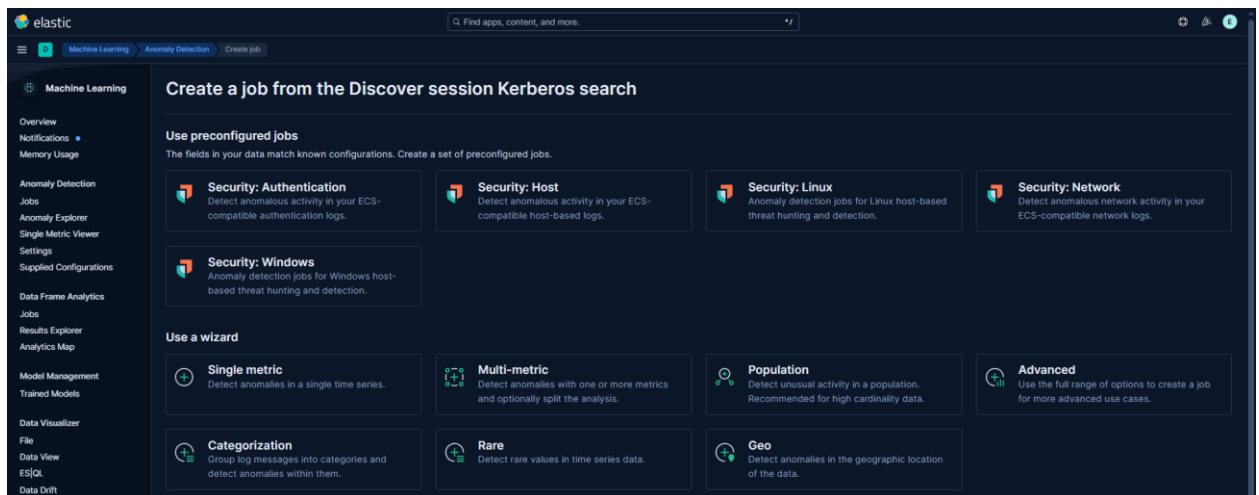 elastic
Find apps, content, and more.
*/
E
D
Machine Learning
Anomaly Detection
Create job
Machine Learning
Overview
Notifications
Memory Usage
Anomaly Detection
Jobs
Anomaly Explorer
Single Metric Viewer
Settings
Supplied Configurations
Data Frame Analytics
Jobs
Results Explorer
Analytics Map
Model Management
Trained Models
Data Visualizer
File
Data View
ES|QL
Data Drift
Create a job from the Discover session Kerberos search
Use preconfigured jobs
The fields in your data match known configurations. Create a set of preconfigured jobs.
Security: Authentication
Detect anomalous activity in your ECS-
compatible authentication logs.
Security: Host
Detect anomalous activity in your ECS-
compatible host-based logs.
Security: Linux
Anomaly detection jobs for Linux host-based
threat hunting and detection.
Security: Network
Detect anomalous network activity in your
ECS-compatible network logs.
Security: Windows
Anomaly detection jobs for Windows host-
based threat hunting and detection.
Use a wizard
Single metric
Detect anomalies in a single time series.
Multi-metric
Detect anomalies with one or more metrics
and optionally split the analysis.
Population
Detect unusual activity in a population.
Recommended for high cardinality data.
Advanced
Use the full range of options to create a job
for more advanced use cases.
Categorization
Group log messages into categories and
detect anomalies within them.
Rare
Detect rare values in time series data.
Geo
Detect anomalies in the geographic location
of the data.